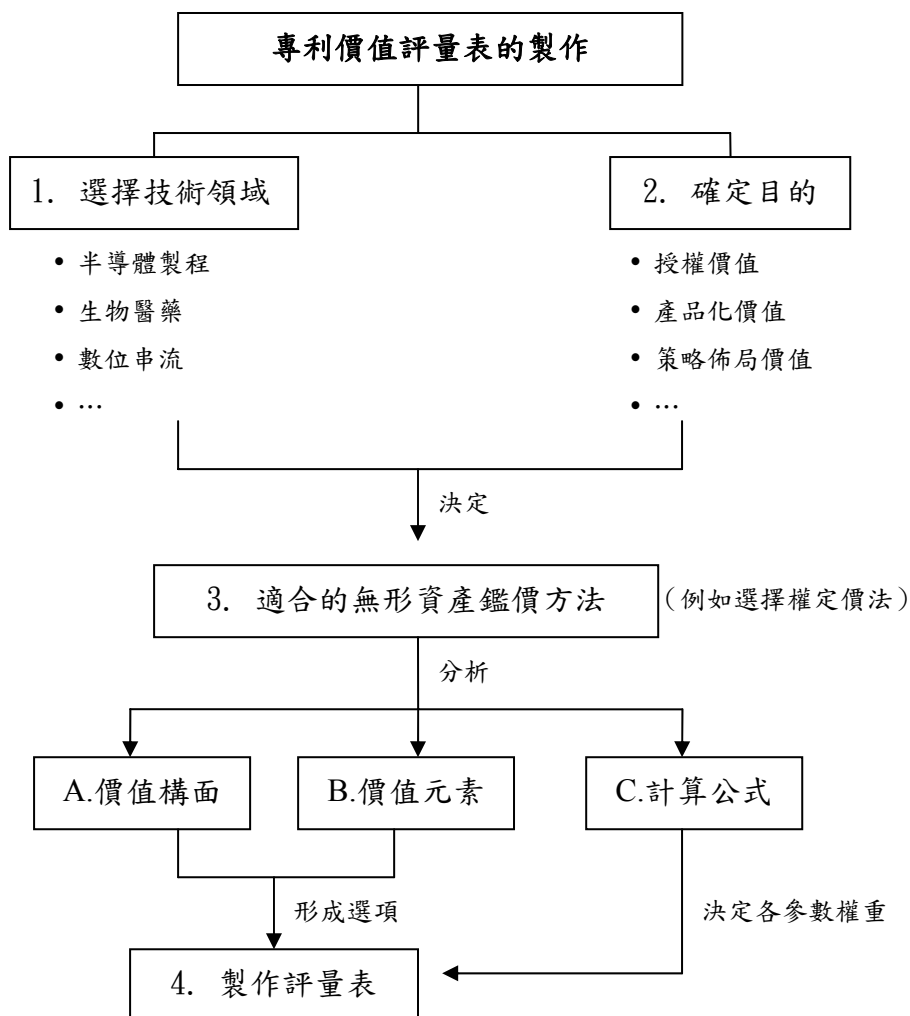 專利價值評量表的製作
1. 選擇技術領域
2. 確定目的
• 半導體製程
• 生物醫藥
• 數位串流
• …
• 授權價值
• 產品化價值
• 策略佈局價值
• …
決定
3. 適合的無形資產鑑價方法
（例如選擇權定價法）
分析
A.價值構面
B.價值元素
C.計算公式
形成選項
決定各參數權重
4. 製作評量表